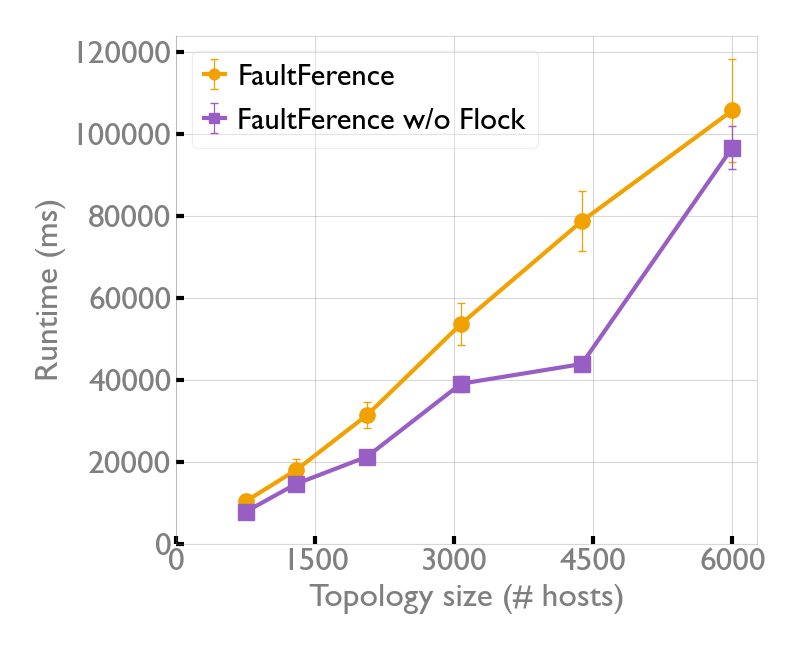 120000
100000
80000
60000
40000
20000
0
Runtime (ms)
FaultFerence
FaultFerence w/o Flock
0 1500 3000 4500 6000
Topology size (# hosts)